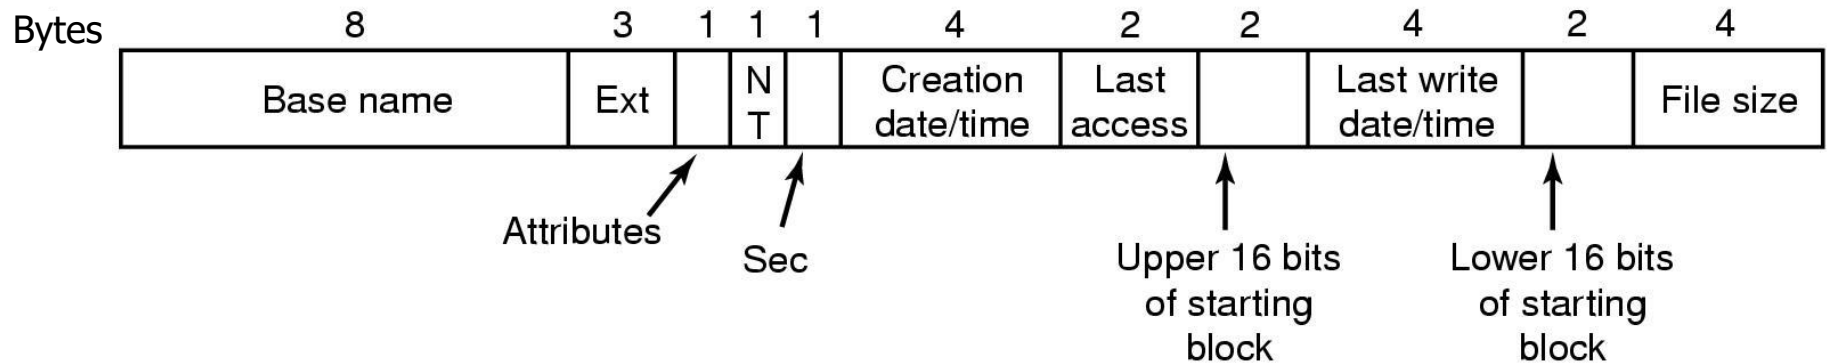 Bytes 8 3 1 1 1 4 2 2 4 2 4
Base name Ext N Creation Last Last write File size
T date/time access date/time
Attributes
Sec
Upper 16 bits Lower 16 bits
of starting of starting
block block